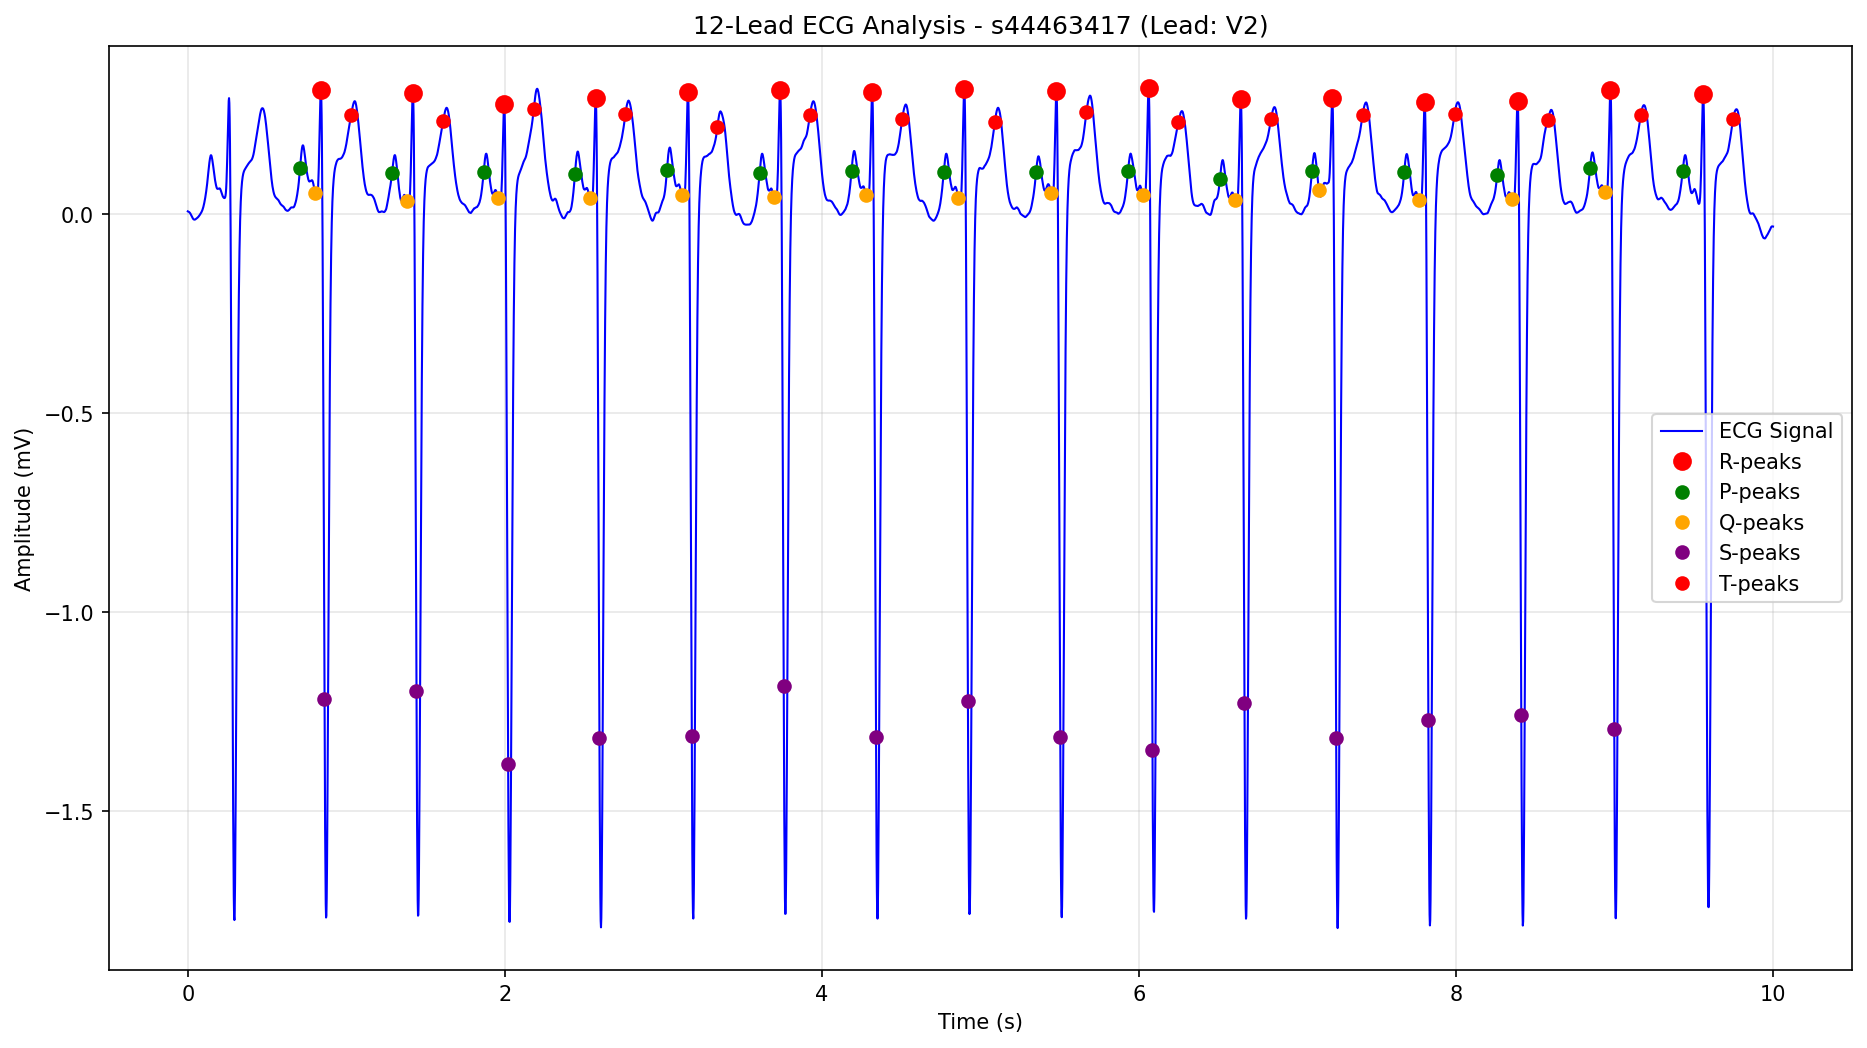 12-Lead ECG Analysis - s44463417 (Lead: V2)
Amplitude (mV)
0.0
−0.5
−1.0
−1.5
ECG Signal
R-peaks
P-peaks
Q-peaks
S-peaks
T-peaks
0 2 4 6 8 10
Time (s)